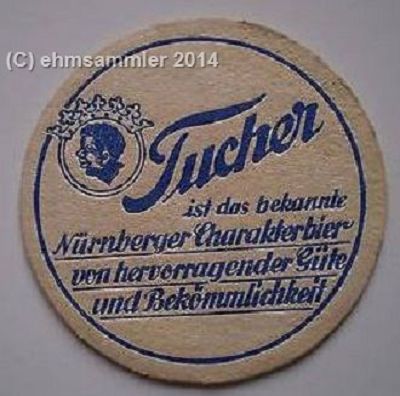 (C) ehmsammler 2014
Tucher
ist das bekannte
Nürnberger Charakterbier
von hervorragender Güte
und Bekömmlichkeit